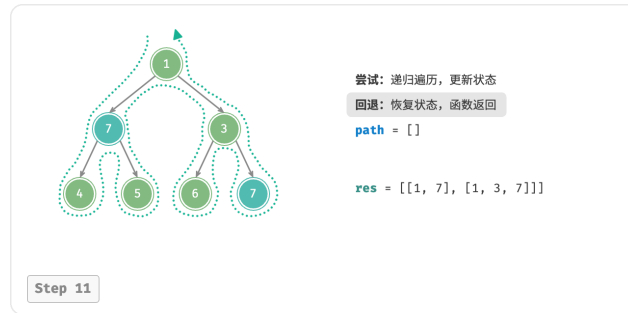 1
7
3
4
5
6
7
尝试：递归遍历，更新状态
回退：恢复状态，函数返回
path = []
res = [[1, 7], [1, 3, 7]]]
Step 11